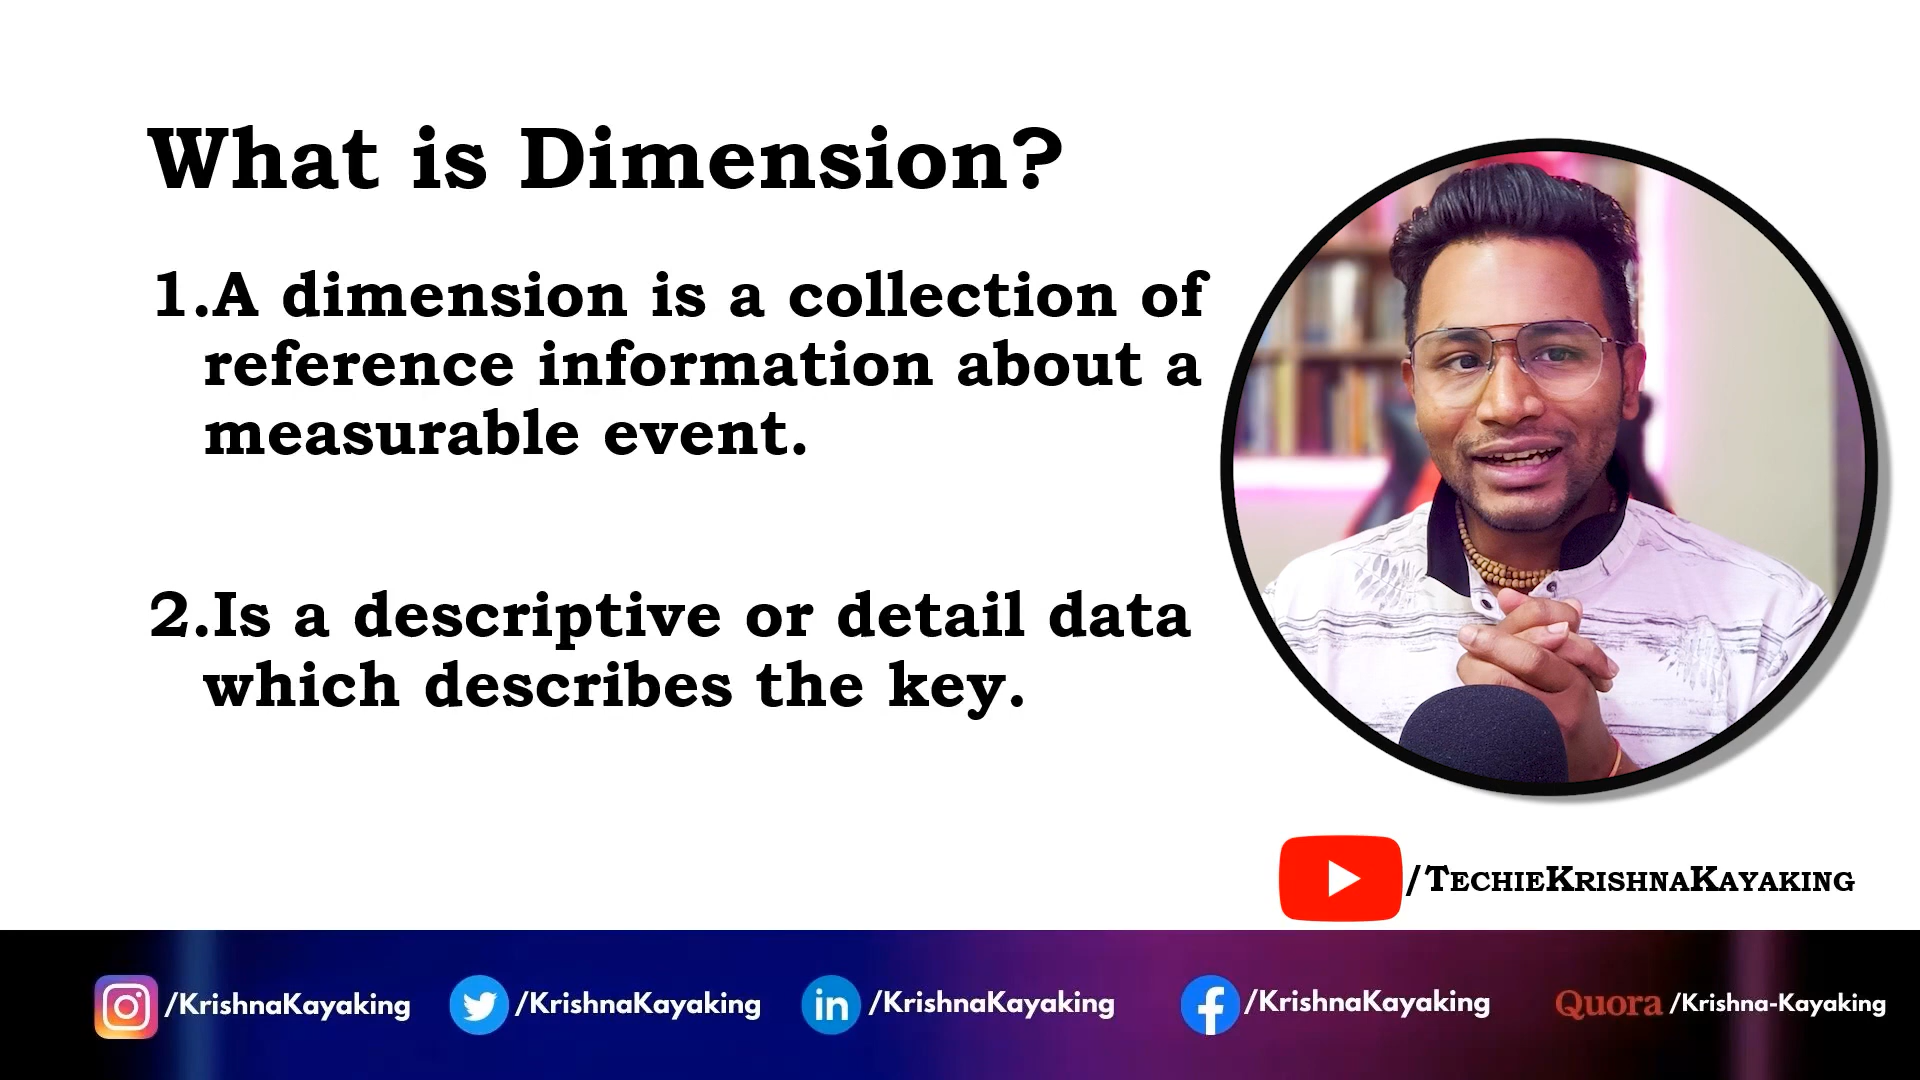 What is Dimension?
1.A dimension is a collection of
reference information about a
measurable event.
2.Is a descriptive or detail data
which describes the key.
/TechieKrishnaKayaking
/KrishnaKayaking
/KrishnaKayaking
in /KrishnaKayaking
/KrishnaKayaking
Quora /Krishna-Kayaking